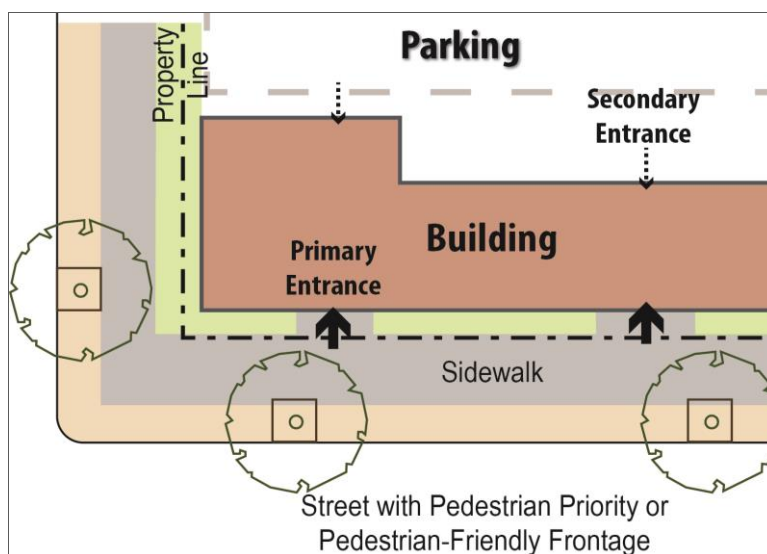 Parking
Property
Line
Secondary
Entrance
Building
Primary
Entrance
Sidewalk
Street with Pedestrian Priority or
Pedestrian-Friendly Frontage